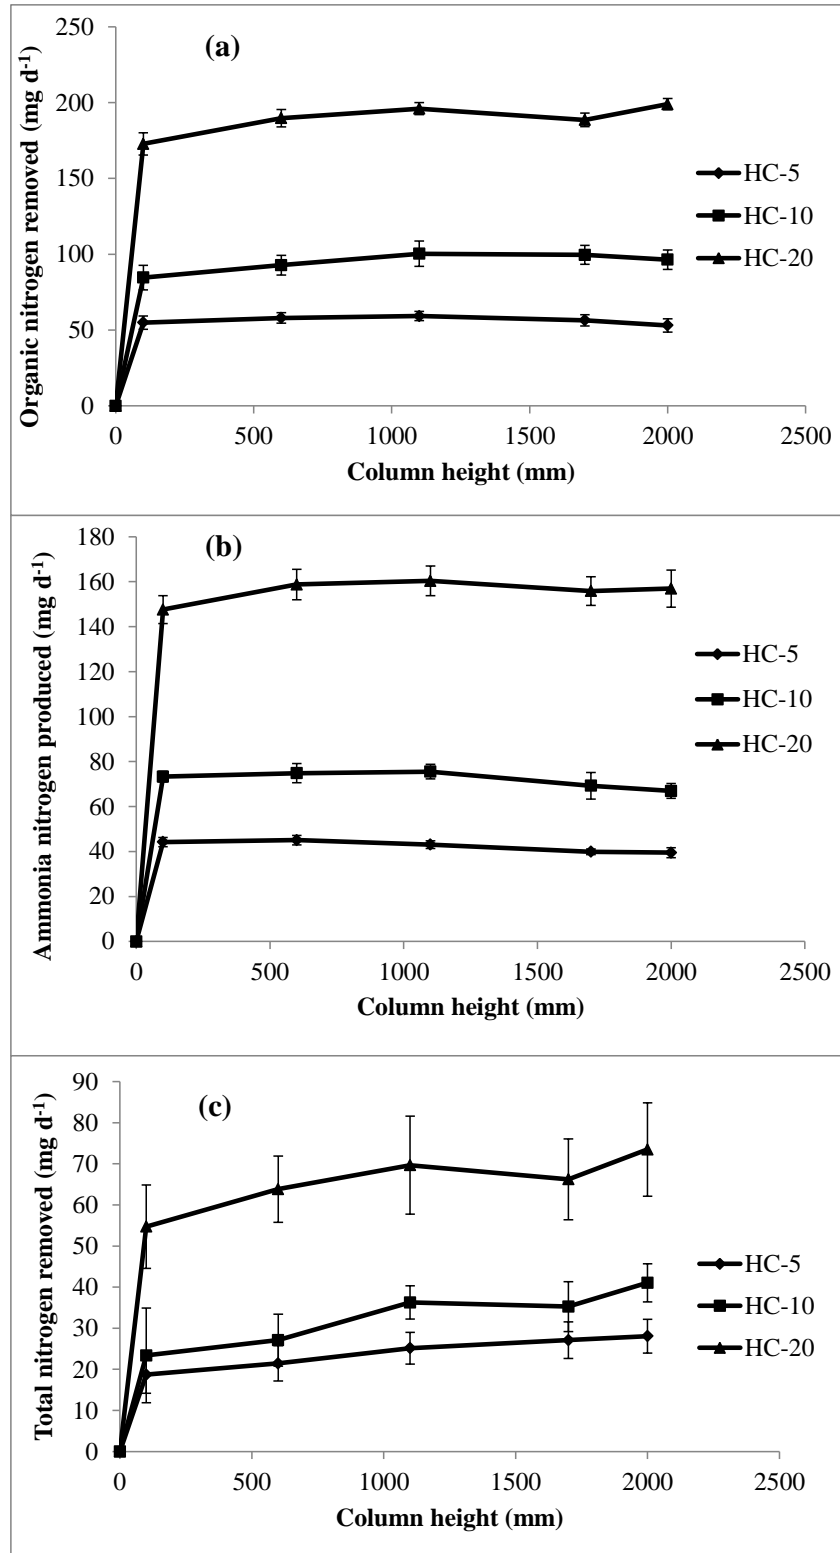 (a)
Organic nitrogen removed (mg d⁻¹)
250
200
150
100
50
0
0 500 1000 1500 2000 2500
Column height (mm)
HC-5
HC-10
HC-20
(b)
Ammonia nitrogen produced (mg d⁻¹)
180
160
140
120
100
80
60
40
20
0
0 500 1000 1500 2000 2500
Column height (mm)
HC-5
HC-10
HC-20
(c)
Total nitrogen removed (mg d⁻¹)
90
80
70
60
50
40
30
20
10
0
0 500 1000 1500 2000 2500
Column height (mm)
HC-5
HC-10
HC-20